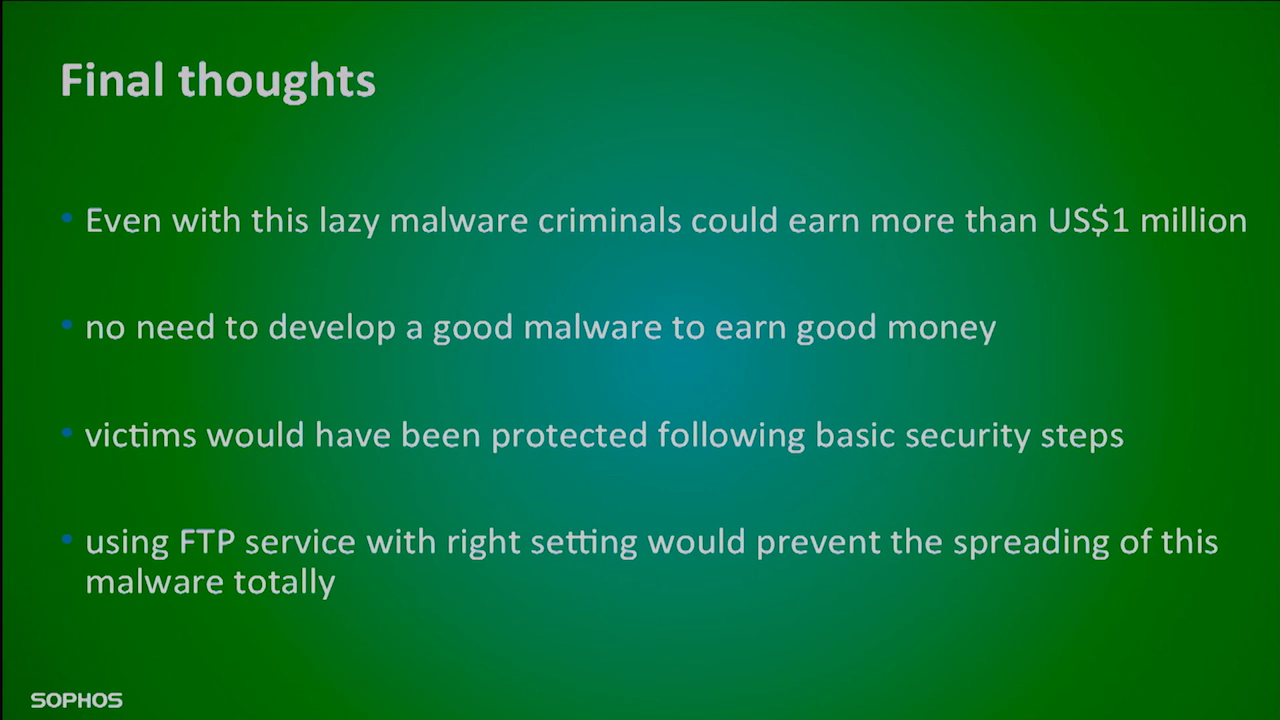 Final thoughts
• Even with this lazy malware criminals could earn more than US$1 million
• no need to develop a good malware to earn good money
• victims would have been protected following basic security steps
• using FTP service with right setting would prevent the spreading of this
malware totally
SOPHOS